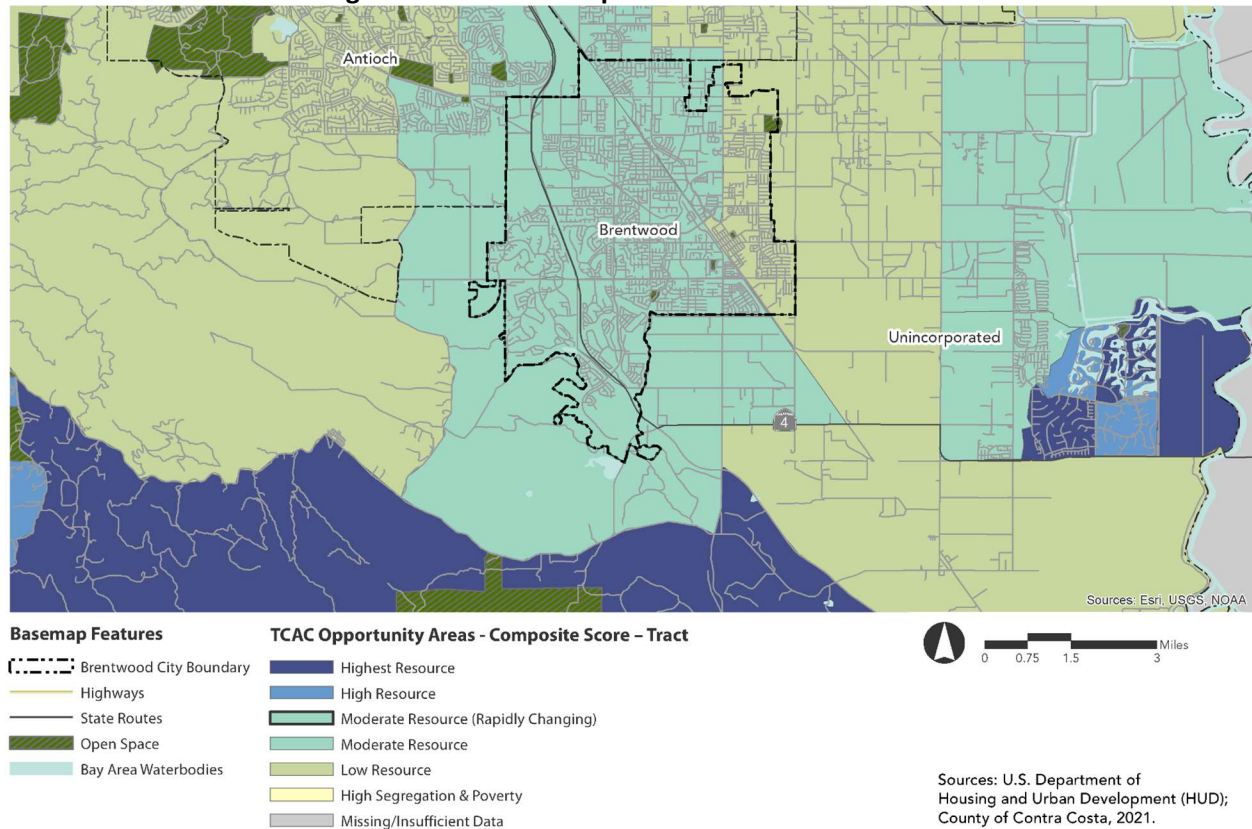 Antioch
Brentwood
Unincorporated
4
Sources: Esri, USGS, NOAA
Basemap Features
Brentwood City Boundary
Highways
State Routes
Open Space
Bay Area Waterbodies
TCAC Opportunity Areas - Composite Score – Tract
Highest Resource
High Resource
Moderate Resource (Rapidly Changing)
Moderate Resource
Low Resource
High Segregation & Poverty
Missing/Insufficient Data
Miles
0 0.75 1.5 3
Sources: U.S. Department of
Housing and Urban Development (HUD);
County of Contra Costa, 2021.